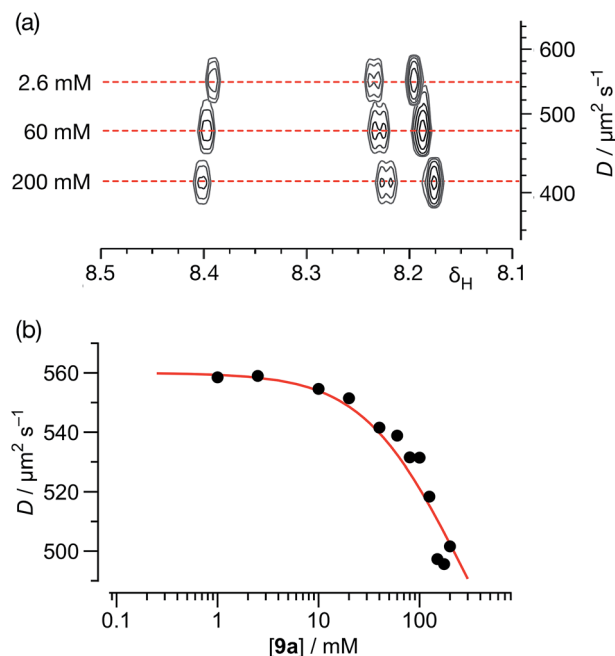 (a)
600
2.6 mM
500
60 mM
D / μm² s⁻¹
200 mM
400
8.5
8.4
8.3
8.2
δH
8.1
(b)
560
540
520
500
D / μm² s⁻¹
0.1
1
10
100
[9a] / mM